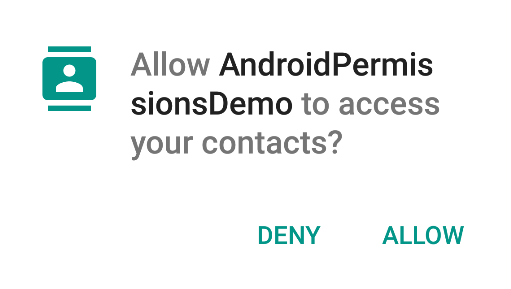 Allow AndroidPermis
sionsDemo to access
your contacts?
DENY ALLOW